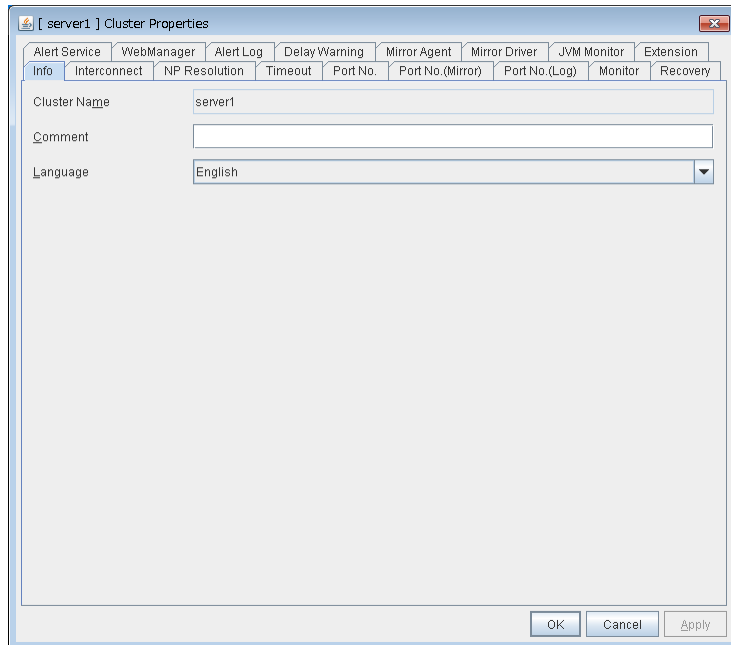 [ server1 ] Cluster Properties
Alert Service WebManager Alert Log Delay Warning Mirror Agent Mirror Driver JVM Monitor Extension
Info Interconnect NP Resolution Timeout Port No. Port No.(Mirror) Port No.(Log) Monitor Recovery
Cluster Name server1
Comment
Language English
OK Cancel Apply